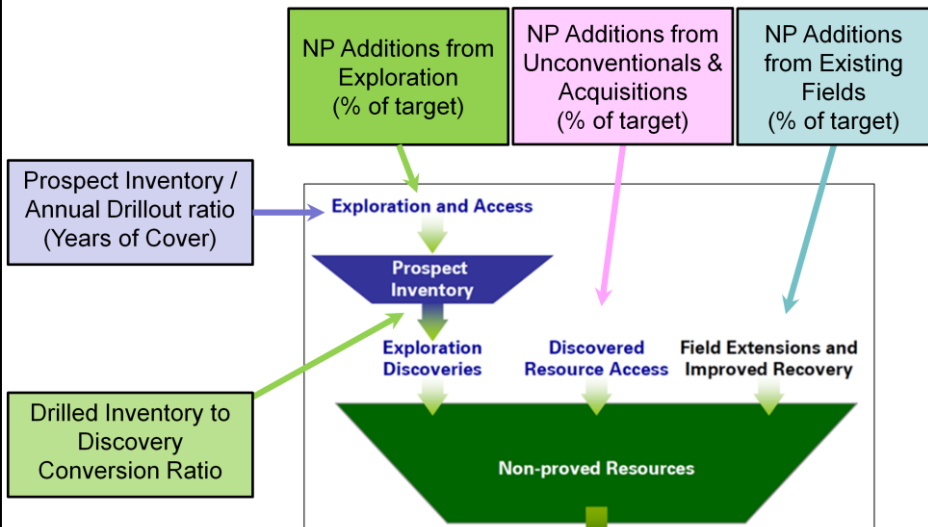 NP Additions from
Exploration
(% of target)
NP Additions from
Unconventionals &
Acquisitions
(% of target)
NP Additions
from Existing
Fields
(% of target)
Prospect Inventory /
Annual Drillout ratio
(Years of Cover)
Exploration and Access
Prospect
Inventory
Exploration
Discoveries
Discovered
Resource Access
Field Extensions and
Improved Recovery
Drilled Inventory to
Discovery
Conversion Ratio
Non-proved Resources